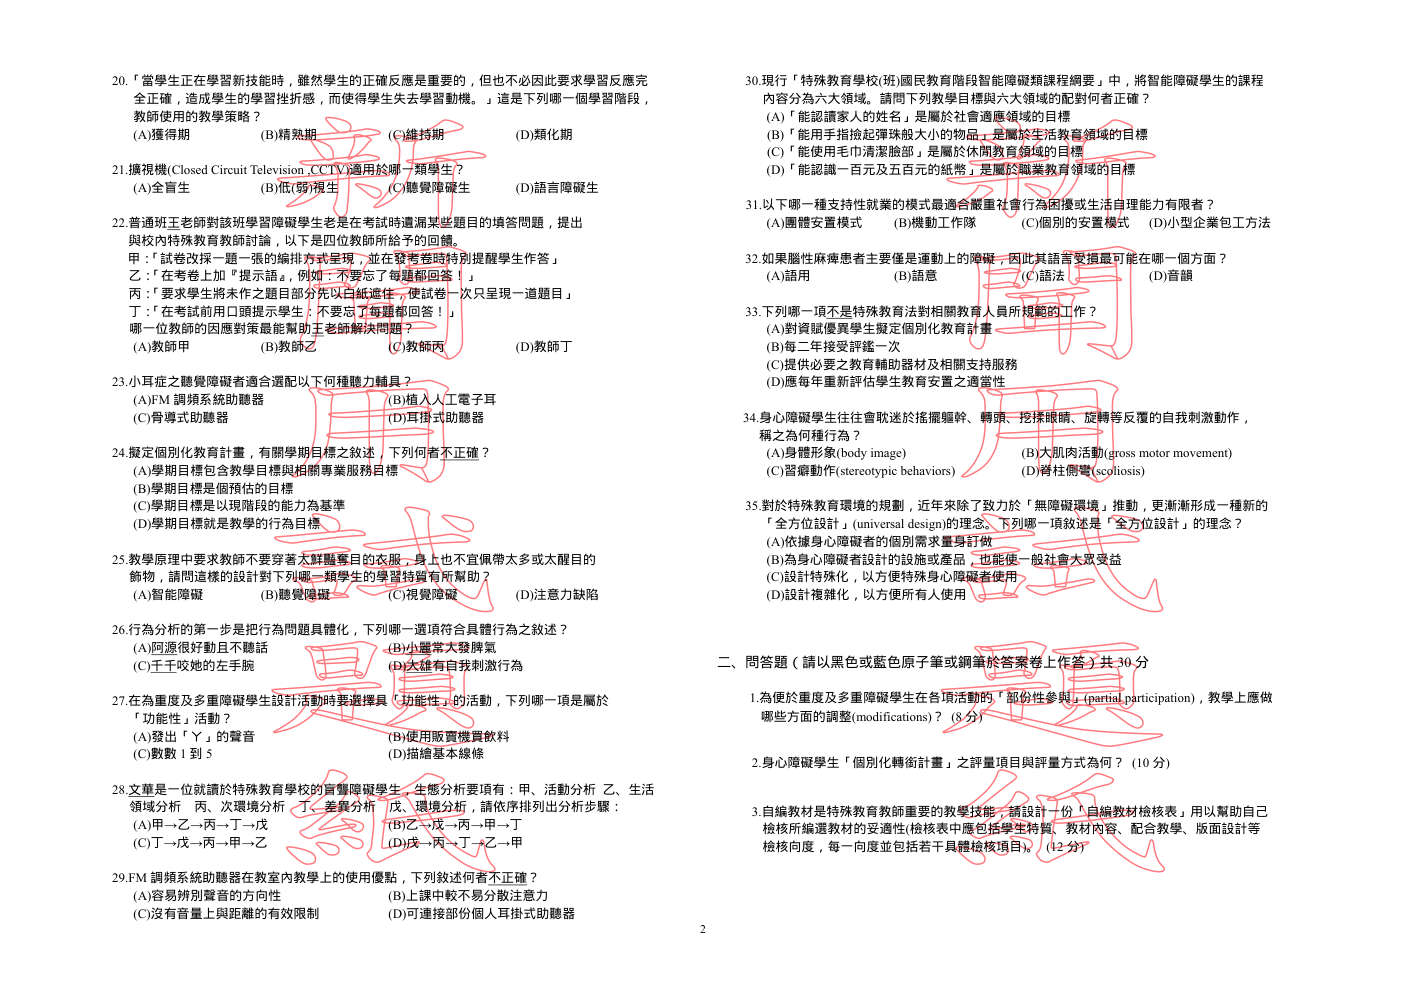 20.「當學生正在學習新技能時，雖然學生的正確反應是重要的，但也不必因此要求學習反應完
全正確，造成學生的學習挫折感，而使得學生失去學習動機。」這是下列哪一個學習階段，
教師使用的教學策略？
(A)獲得期 (B)精熟期 (C)維持期 (D)類化期
21.擴視機(Closed Circuit Television ,CCTV)適用於哪一類學生？
(A)全盲生 (B)低(弱)視生 (C)聽覺障礙生 (D)語言障礙生
22.普通班王老師對該班學習障礙學生老是在考試時遺漏某些題目的填答問題，提出
與校內特殊教育教師討論，以下是四位教師所給予的回饋。
甲：「試卷改採一題一張的編排方式呈現，並在發考卷時特別提醒學生作答」
乙：「在考卷上加『提示語』，例如：不要忘了每題都回答！」
丙：「要求學生將未作之題目部分先以白紙遮住，使試卷一次只呈現一道題目」
丁：「在考試前用口頭提示學生：不要忘了每題都回答！」
哪一位教師的因應對策最能幫助王老師解決問題？
(A)教師甲 (B)教師乙 (C)教師丙 (D)教師丁
23.小耳症之聽覺障礙者適合選配以下何種聽力輔具？
(A)FM 調頻系統助聽器 (B)植入人工電子耳
(C)骨導式助聽器 (D)耳掛式助聽器
24.擬定個別化教育計畫，有關學期目標之敘述，下列何者不正確？
(A)學期目標包含教學目標與相關專業服務目標
(B)學期目標是個預估的目標
(C)學期目標是以現階段的能力為基準
(D)學期目標就是教學的行為目標
25.教學原理中要求教師不要穿著太鮮豔奪目的衣服，身上也不宜佩帶太多或太醒目的
飾物，請問這樣的設計對下列哪一類學生的學習特質有所幫助？
(A)智能障礙 (B)聽覺障礙 (C)視覺障礙 (D)注意力缺陷
26.行為分析的第一步是把行為問題具體化，下列哪一選項符合具體行為之敘述？
(A)阿源很好動且不聽話 (B)小麗常大發脾氣
(C)千千咬她的左手腕 (D)大雄有自我刺激行為
27.在為重度及多重障礙學生設計活動時要選擇具「功能性」的活動，下列哪一項是屬於
「功能性」活動？
(A)發出「ㄚ」的聲音 (B)使用販賣機買飲料
(C)數數 1 到 5 (D)描繪基本線條
28.文華是一位就讀於特殊教育學校的盲聾障礙學生，生態分析要項有：甲、活動分析 乙、生活
領域分析 丙、次環境分析 丁、差異分析 戊、環境分析，請依序排列出分析步驟：
(A)甲→乙→丙→丁→戊 (B)乙→戊→丙→甲→丁
(C)丁→戊→丙→甲→乙 (D)戊→丙→丁→乙→甲
29.FM 調頻系統助聽器在教室內教學上的使用優點，下列敘述何者不正確？
(A)容易辨別聲音的方向性 (B)上課中較不易分散注意力
(C)沒有音量上與距離的有效限制 (D)可連接部份個人耳掛式助聽器
30.現行「特殊教育學校(班)國民教育階段智能障礙類課程綱要」中，將智能障礙學生的課程
內容分為六大領域。請問下列教學目標與六大領域的配對何者正確？
(A)「能認讀家人的姓名」是屬於社會適應領域的目標
(B)「能用手指撿起彈珠般大小的物品」是屬於生活教育領域的目標
(C)「能使用毛巾清潔臉部」是屬於休閒教育領域的目標
(D)「能認識一百元及五百元的紙幣」是屬於職業教育領域的目標
31.以下哪一種支持性就業的模式最適合嚴重社會行為困擾或生活自理能力有限者？
(A)團體安置模式 (B)機動工作隊 (C)個別的安置模式 (D)小型企業包工方法
32.如果腦性麻痺患者主要僅是運動上的障礙，因此其語言受損最可能在哪一個方面？
(A)語用 (B)語意 (C)語法 (D)音韻
33.下列哪一項不是特殊教育法對相關教育人員所規範的工作？
(A)對資賦優異學生擬定個別化教育計畫
(B)每二年接受評鑑一次
(C)提供必要之教育輔助器材及相關支持服務
(D)應每年重新評估學生教育安置之適當性
34.身心障礙學生往往會耽迷於搖擺軀幹、轉頭、挖揉眼睛、旋轉等反覆的自我刺激動作，
稱之為何種行為？
(A)身體形象(body image) (B)大肌肉活動(gross motor movement)
(C)習癖動作(stereotypic behaviors) (D)脊柱側彎(scoliosis)
35.對於特殊教育環境的規劃，近年來除了致力於「無障礙環境」推動，更漸漸形成一種新的
「全方位設計」(universal design)的理念。下列哪一項敘述是「全方位設計」的理念？
(A)依據身心障礙者的個別需求量身訂做
(B)為身心障礙者設計的設施或產品，也能使一般社會大眾受益
(C)設計特殊化，以方便特殊身心障礙者使用
(D)設計複雜化，以方便所有人使用
二、問答題（請以黑色或藍色原子筆或鋼筆於答案卷上作答）共 30 分
1.為便於重度及多重障礙學生在各項活動的「部份性參與」(partial participation)，教學上應做
哪些方面的調整(modifications)？ (8 分)
2.身心障礙學生「個別化轉銜計畫」之評量項目與評量方式為何？ (10 分)
3.自編教材是特殊教育教師重要的教學技能，請設計一份「自編教材檢核表」用以幫助自己
檢核所編選教材的妥適性(檢核表中應包括學生特質、教材內容、配合教學、版面設計等
檢核向度，每一向度並包括若干具體檢核項目)。 (12 分)
2
新聞用試題紙
新聞用試題紙